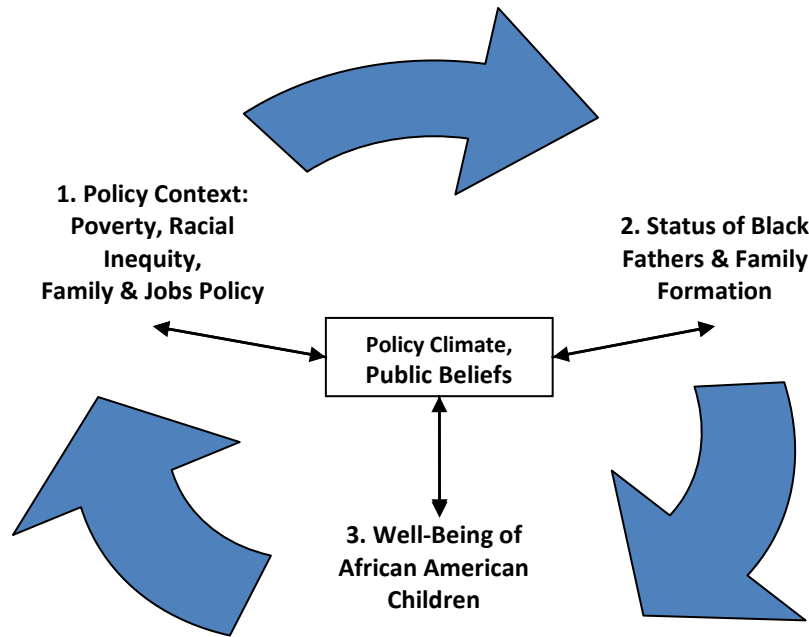 1. Policy Context:
Poverty, Racial
Inequity,
Family & Jobs Policy
2. Status of Black
Fathers & Family
Formation
Policy Climate,
Public Beliefs
3. Well-Being of
African American
Children